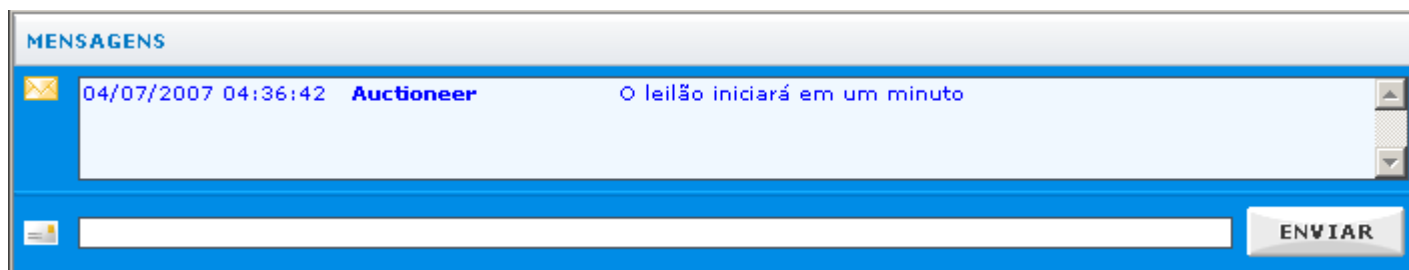 MENSAGENS
04/07/2007 04:36:42 Auctioneer O leilão iniciará em um minuto
ENVIAR